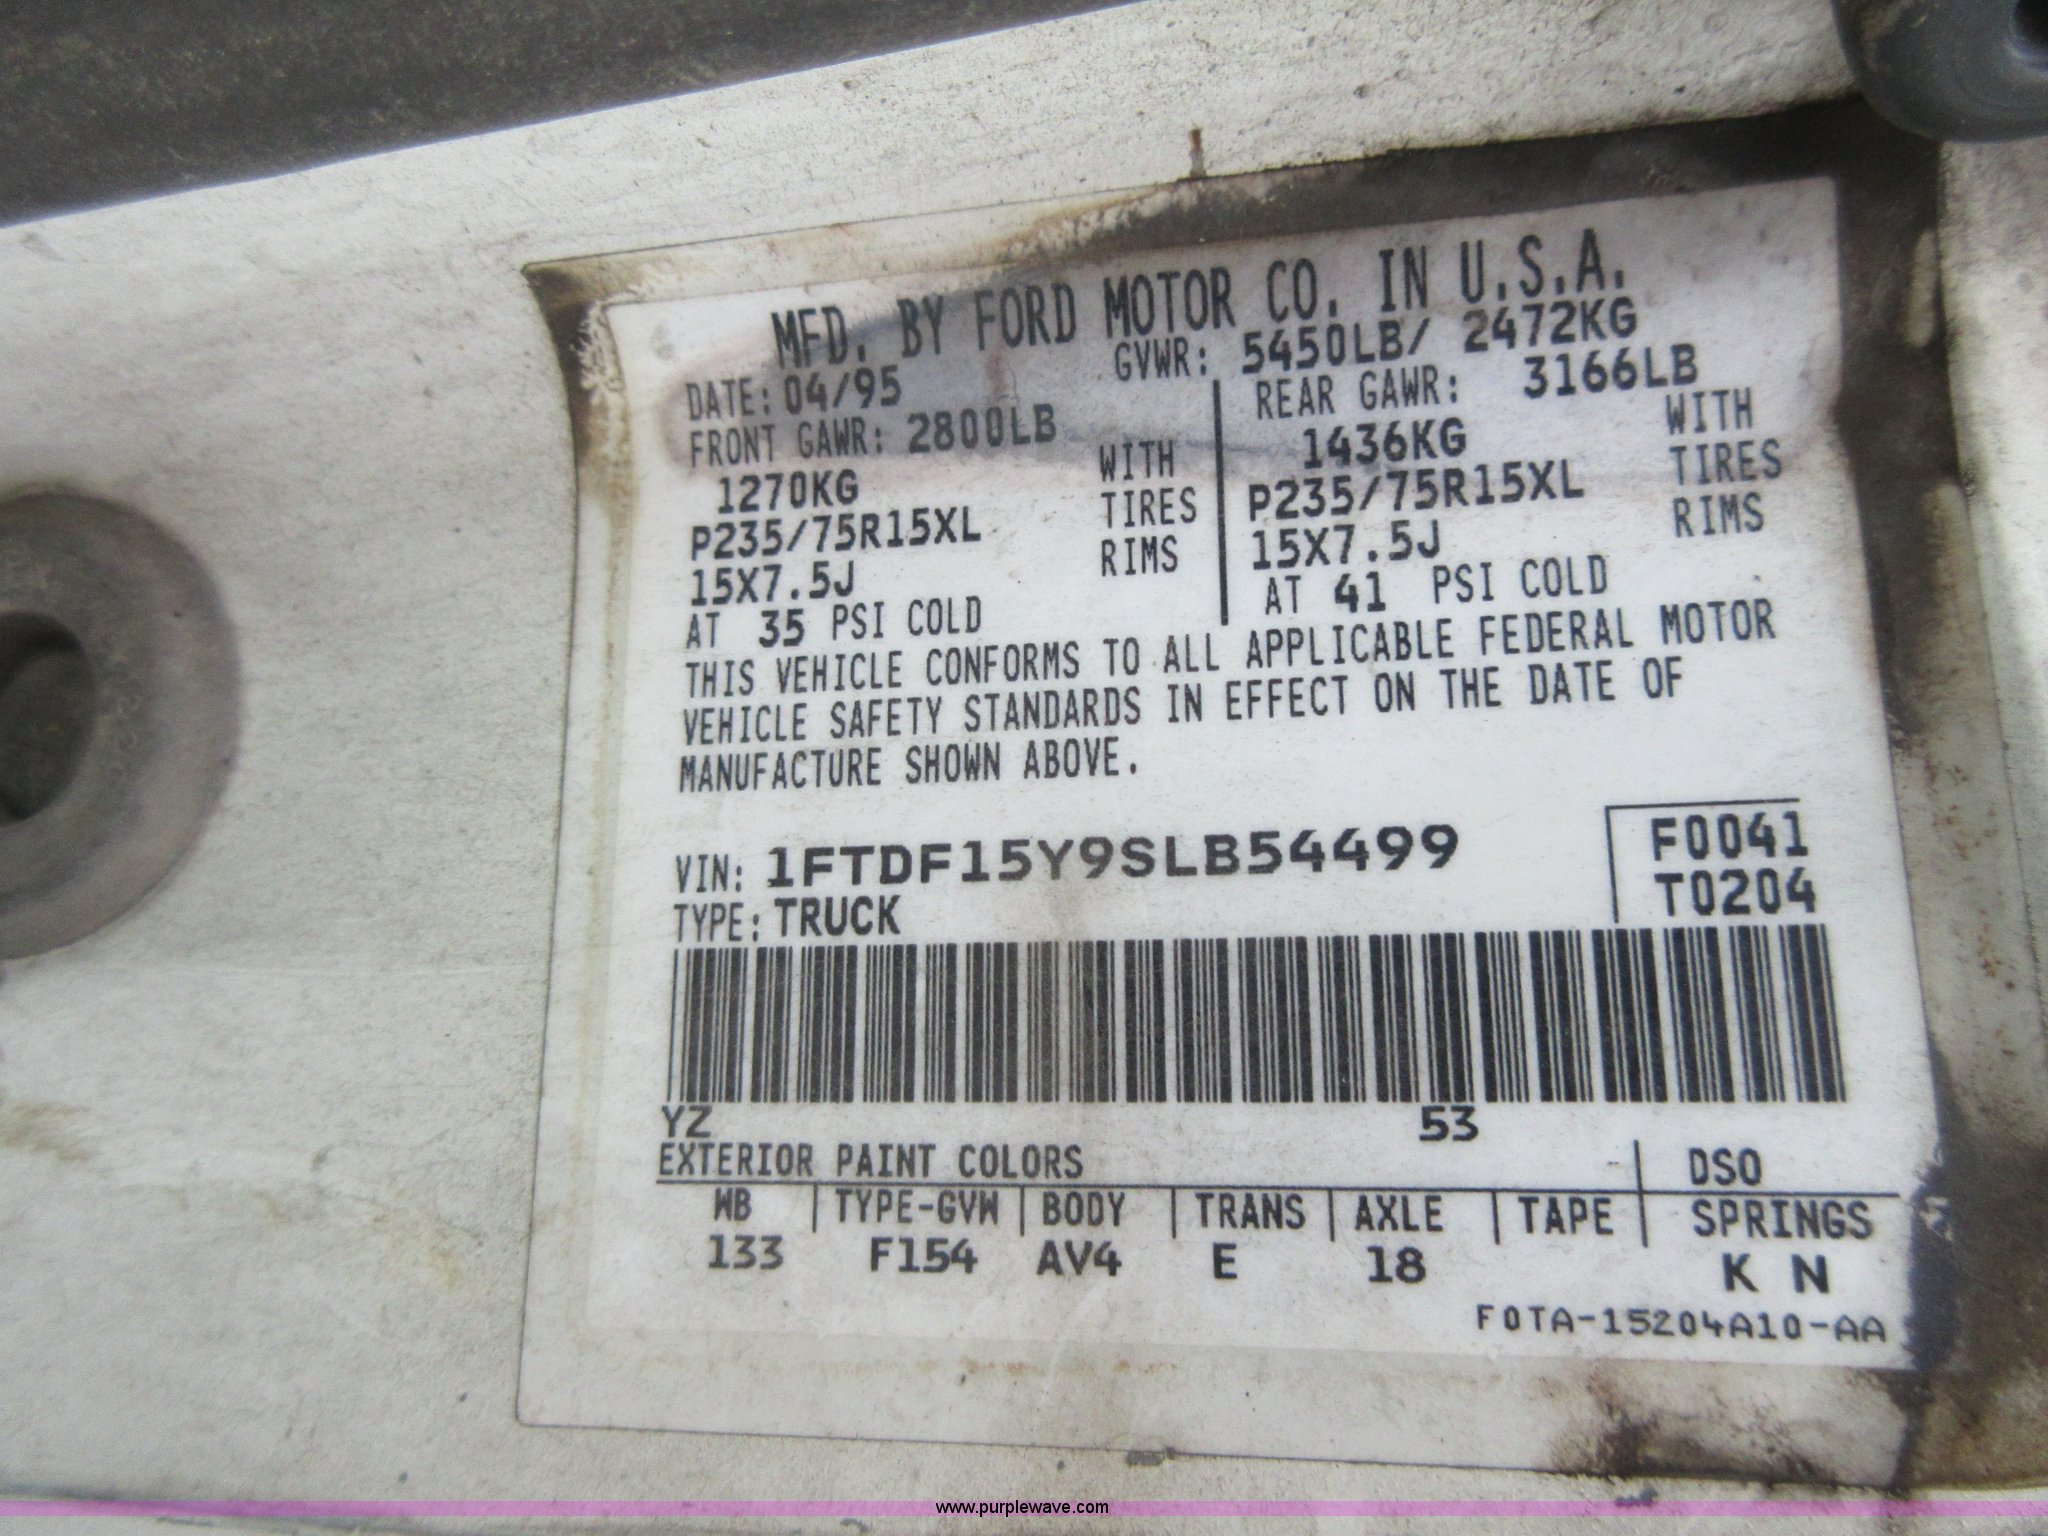 MFD. BY FORD MOTOR CO. IN U.S.A.
DATE: 04/95 GVWR: 5450LB/ 2472KG
FRONT GAWR: 2800LB REAR GAWR: 3166LB
1270KG WITH 1436KG WITH
P235/75R15XL TIRES P235/75R15XL TIRES
15X7.5J RIMS 15X7.5J RIMS
AT 35 PSI COLD AT 41 PSI COLD
THIS VEHICLE CONFORMS TO ALL APPLICABLE FEDERAL MOTOR
VEHICLE SAFETY STANDARDS IN EFFECT ON THE DATE OF
MANUFACTURE SHOWN ABOVE.
F0041
VIN: 1FTDF15Y9SLB54499
T0204
TYPE: TRUCK
YZ 53
EXTERIOR PAINT COLORS DSO
WB TYPE-GVW BODY TRANS AXLE TAPE SPRINGS
133 F154 AV4 E 18 K N
F0TA-15204A10-AA
www.purplewave.com